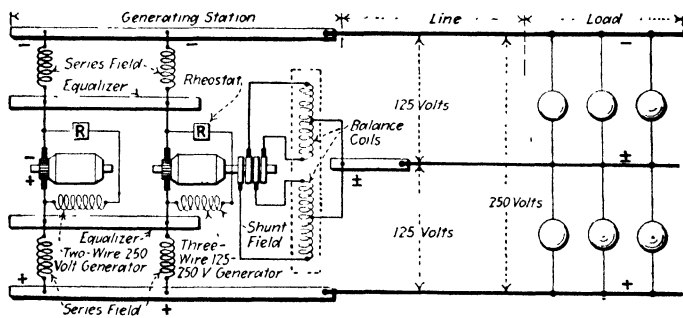 Generating Station
Line
Load
−
−
−
Series Field
Rheostat
Equalizer
R
R
125 Volts
Balance
Coils
−
+
±
±
250 Volts
Shunt
Field
125 Volts
Equalizer
Two-Wire 250
Volt Generator
Three-
Wire 125-
250 V Generator
+
+
+
Series Field